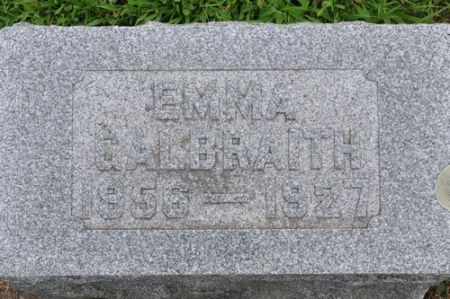 EMMA
GALBRAITH
1856 — 1927